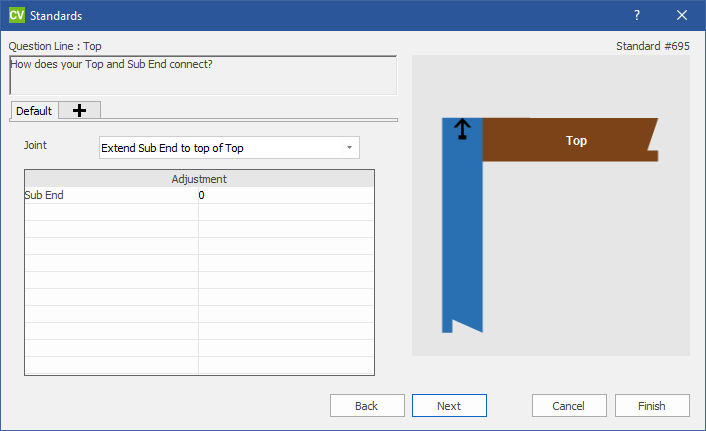 CV Standards
Question Line : Top
Standard #695
How does your Top and Sub End connect?
Default
Joint
Extend Sub End to top of Top
Adjustment
Sub End 0
Top
Back Next Cancel Finish